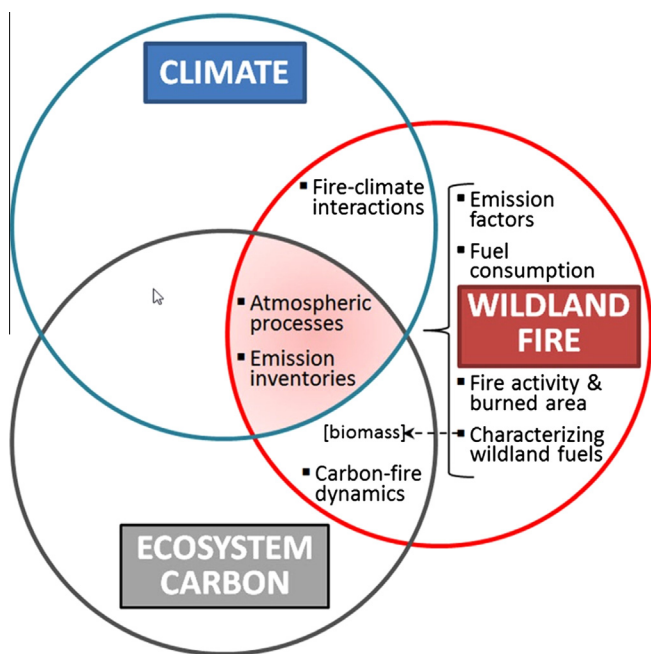 CLIMATE
▪ Fire-climate
interactions
▪ Emission
factors
▪ Fuel
consumption
WILDLAND
FIRE
▪ Atmospheric
processes
▪ Emission
inventories
▪ Fire activity &
burned area
[biomass]
▪ Characterizing
wildland fuels
▪ Carbon-fire
dynamics
ECOSYSTEM
CARBON